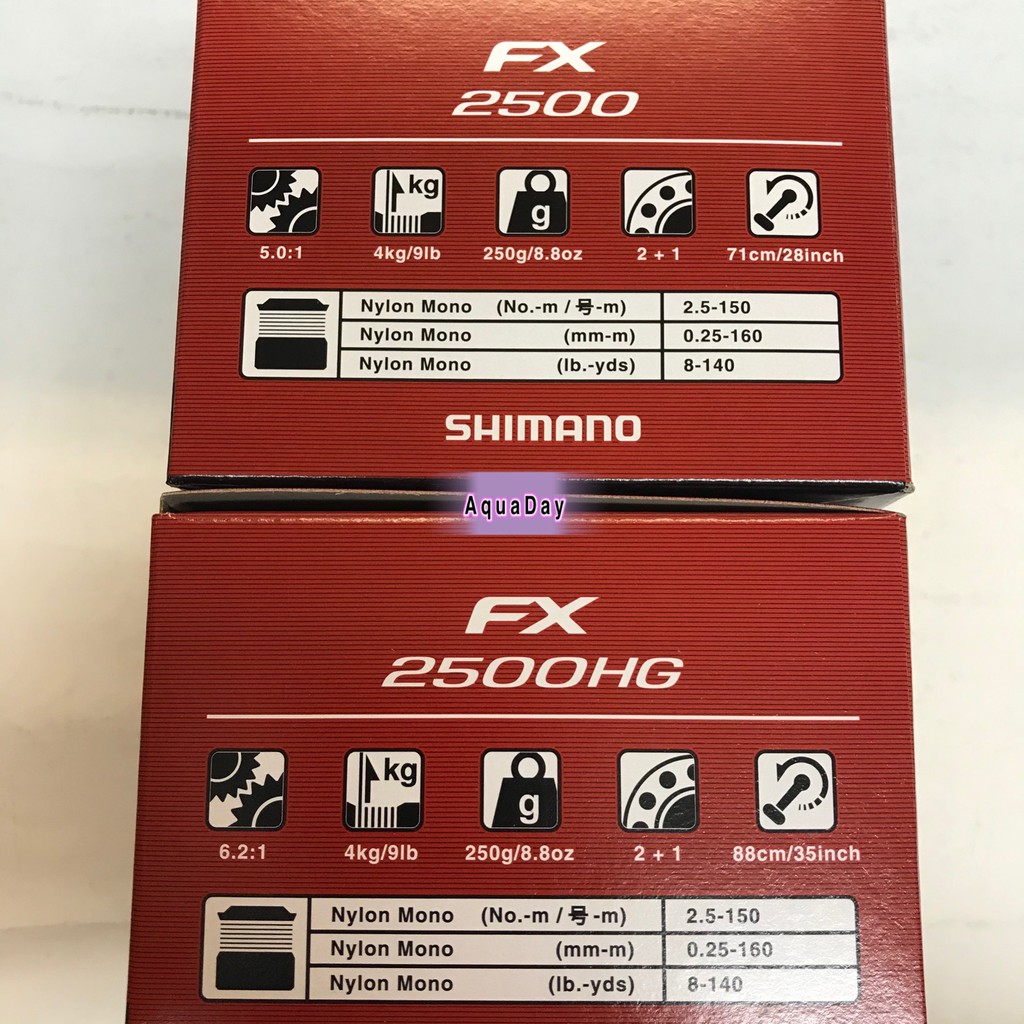 FX
2500
kg
g
5.0:1 4kg/9lb 250g/8.8oz 2 + 1 71cm/28inch
Nylon Mono (No.-m / 号-m) 2.5-150
Nylon Mono (mm-m) 0.25-160
Nylon Mono (lb.-yds) 8-140
SHIMANO
AquaDay
FX
2500HG
kg
g
6.2:1 4kg/9lb 250g/8.8oz 2 + 1 88cm/35inch
Nylon Mono (No.-m / 号-m) 2.5-150
Nylon Mono (mm-m) 0.25-160
Nylon Mono (lb.-yds) 8-140